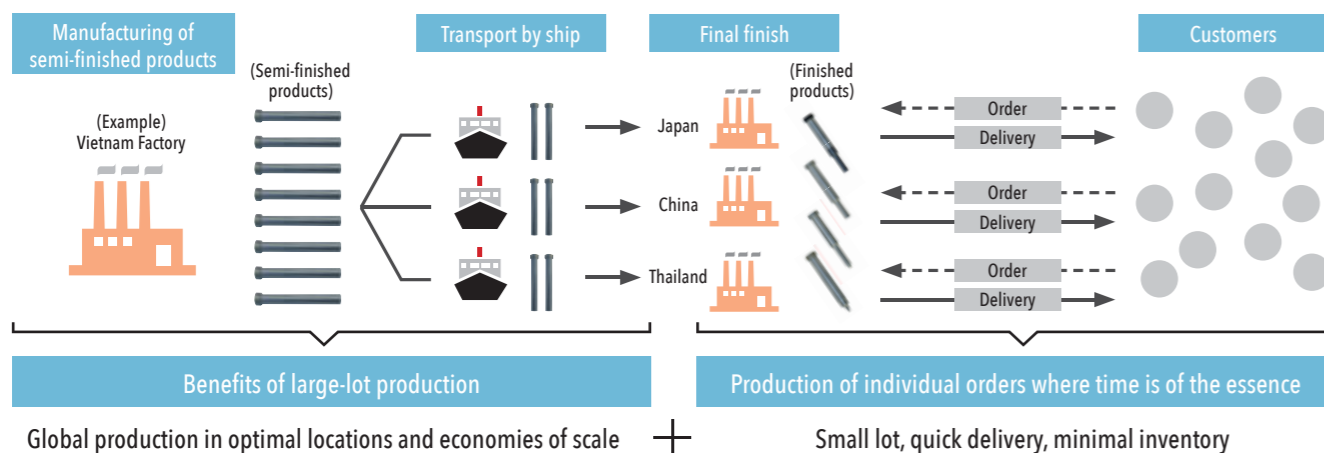 Manufacturing of
semi-finished products
Transport by ship
Final finish
Customers
(Semi-finished
products)
(Finished
products)
(Example)
Vietnam Factory
Japan
Order
Delivery
China
Order
Delivery
Thailand
Order
Delivery
Benefits of large-lot production
Production of individual orders where time is of the essence
Global production in optimal locations and economies of scale
+
Small lot, quick delivery, minimal inventory